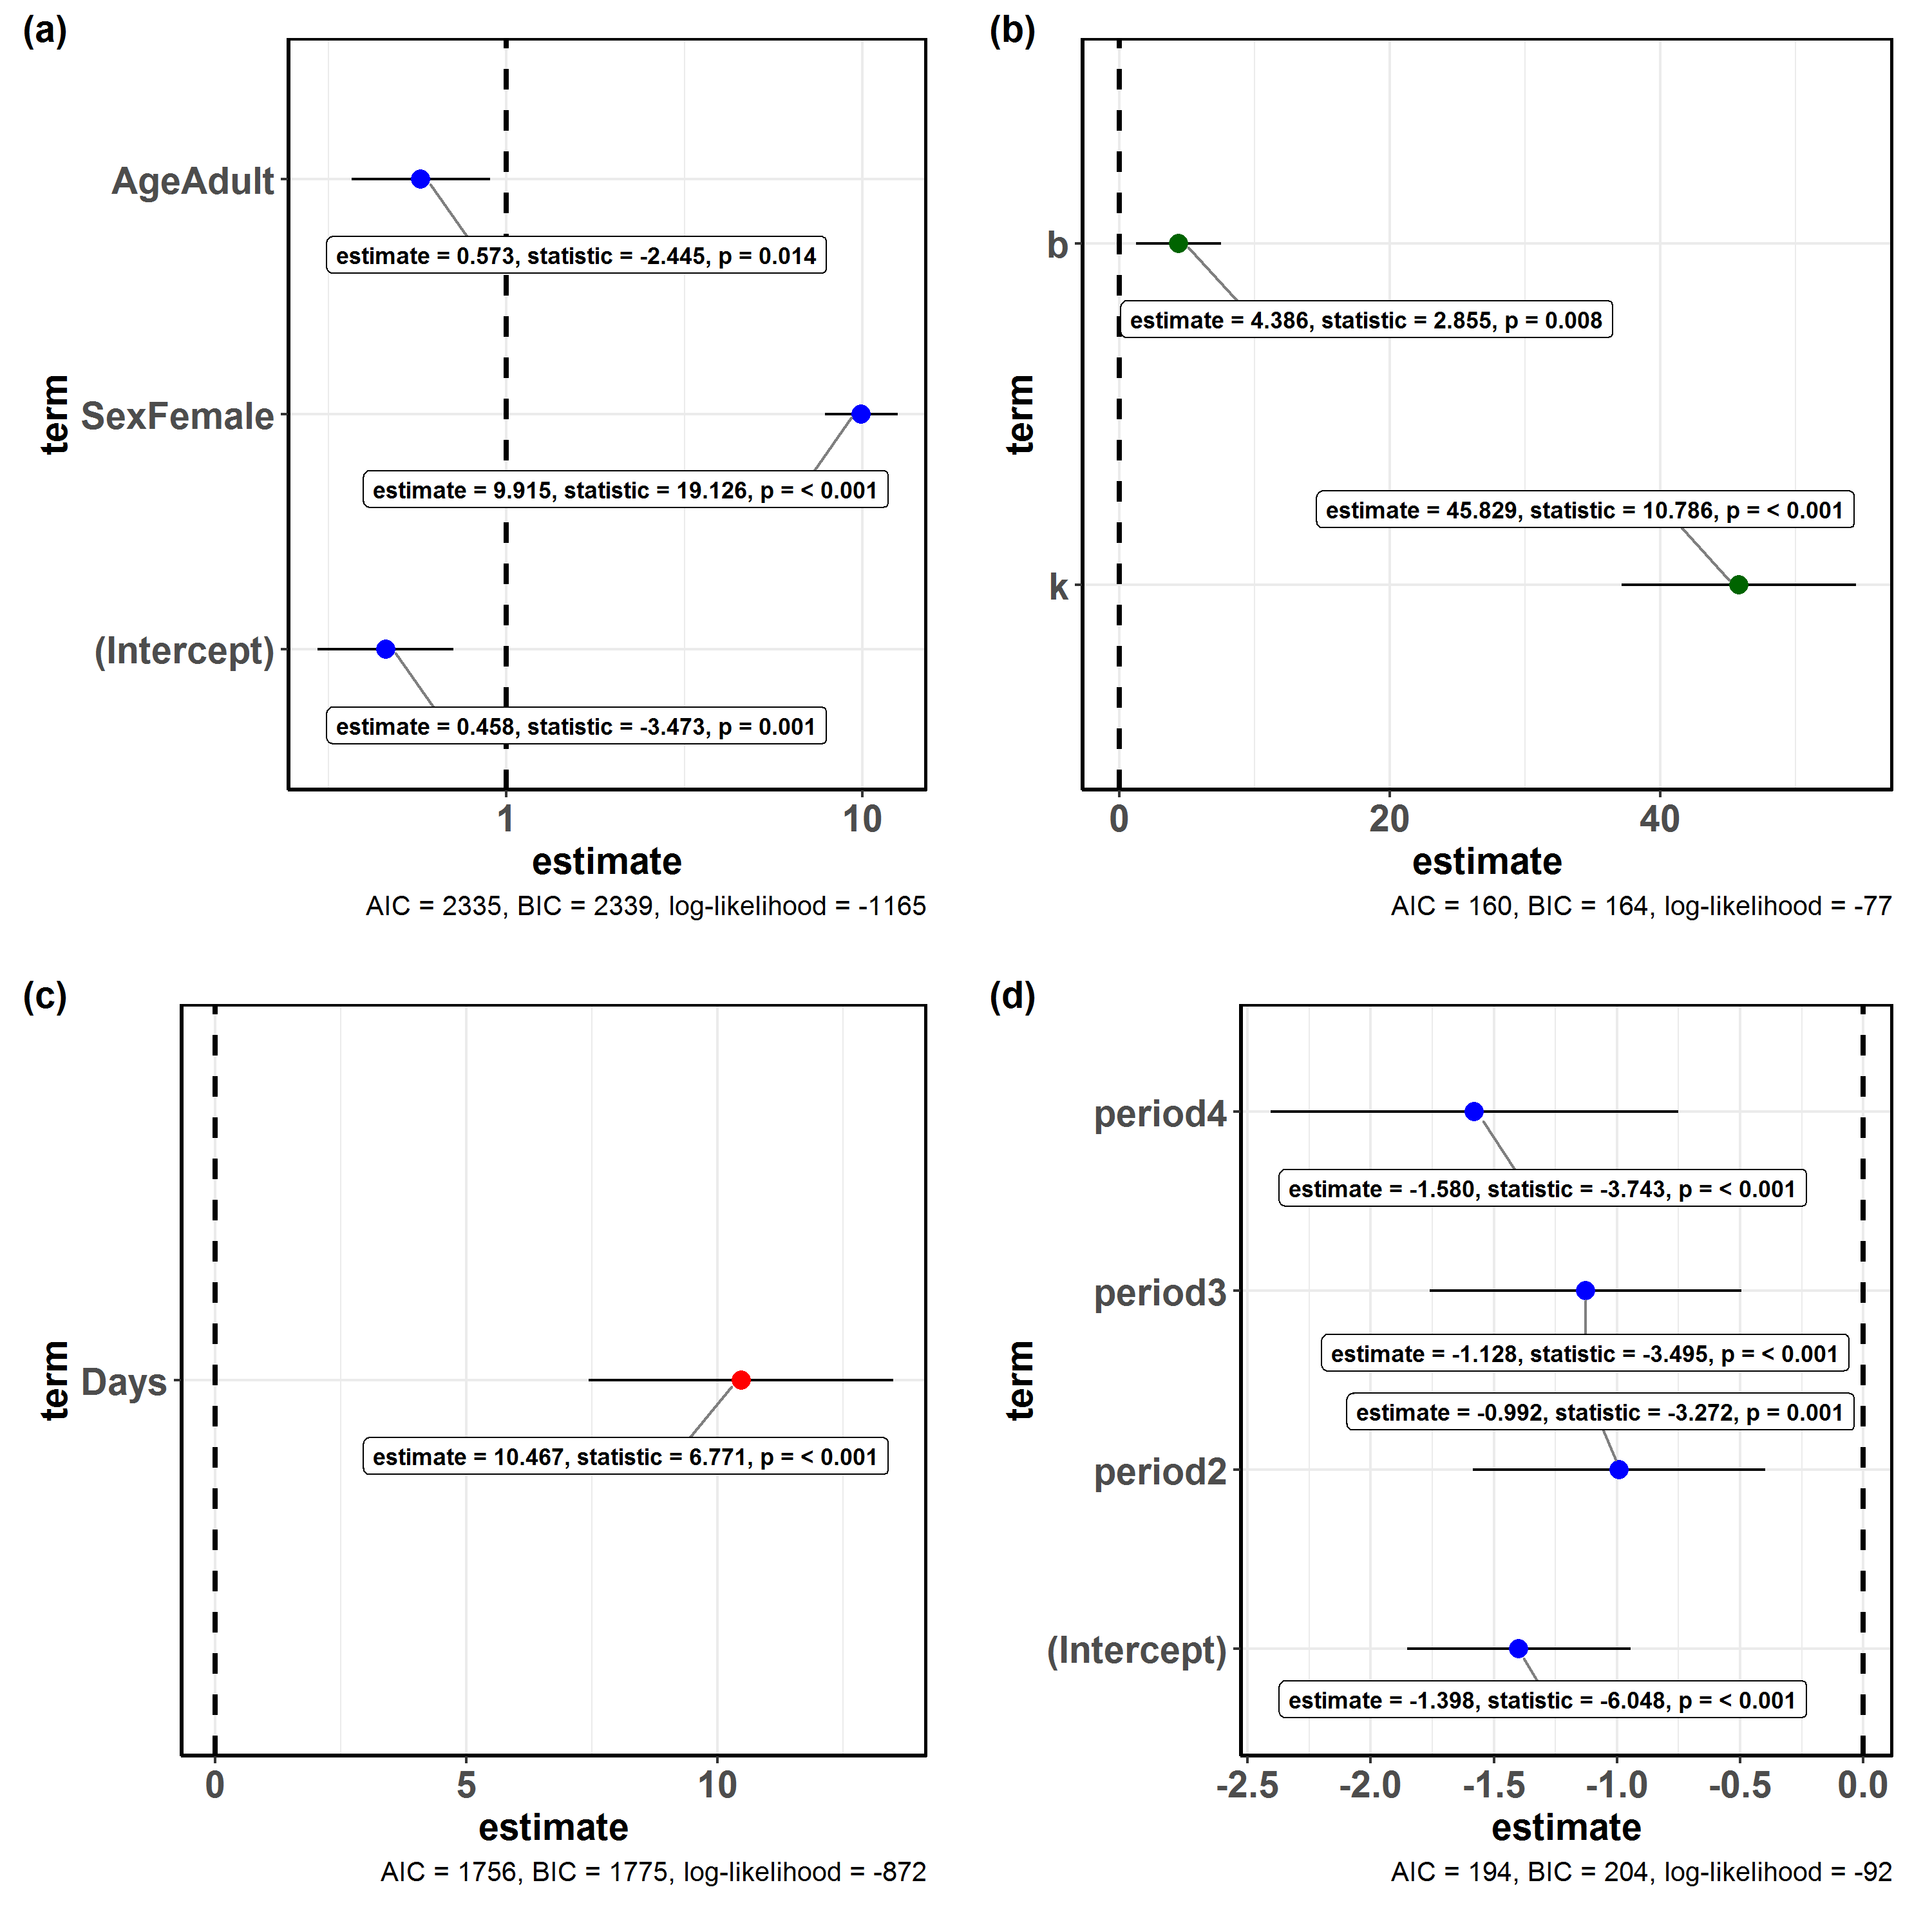 (a)
term
AgeAdult
estimate = 0.573, statistic = -2.445, p = 0.014
SexFemale
estimate = 9.915, statistic = 19.126, p = < 0.001
(Intercept)
estimate = 0.458, statistic = -3.473, p = 0.001
1 10
estimate
AIC = 2335, BIC = 2339, log-likelihood = -1165
(b)
term
b
estimate = 4.386, statistic = 2.855, p = 0.008
estimate = 45.829, statistic = 10.786, p = < 0.001
k
0 20 40
estimate
AIC = 160, BIC = 164, log-likelihood = -77
(c)
term
Days
estimate = 10.467, statistic = 6.771, p = < 0.001
0 5 10
estimate
AIC = 1756, BIC = 1775, log-likelihood = -872
(d)
term
period4
estimate = -1.580, statistic = -3.743, p = < 0.001
period3
estimate = -1.128, statistic = -3.495, p = < 0.001
estimate = -0.992, statistic = -3.272, p = 0.001
period2
(Intercept)
estimate = -1.398, statistic = -6.048, p = < 0.001
-2.5 -2.0 -1.5 -1.0 -0.5 0.0
estimate
AIC = 194, BIC = 204, log-likelihood = -92